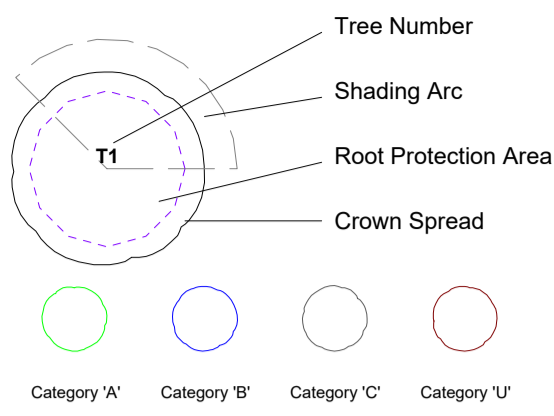 Tree Number
Shading Arc
T1
Root Protection Area
Crown Spread
Category 'A'
Category 'B'
Category 'C'
Category 'U'